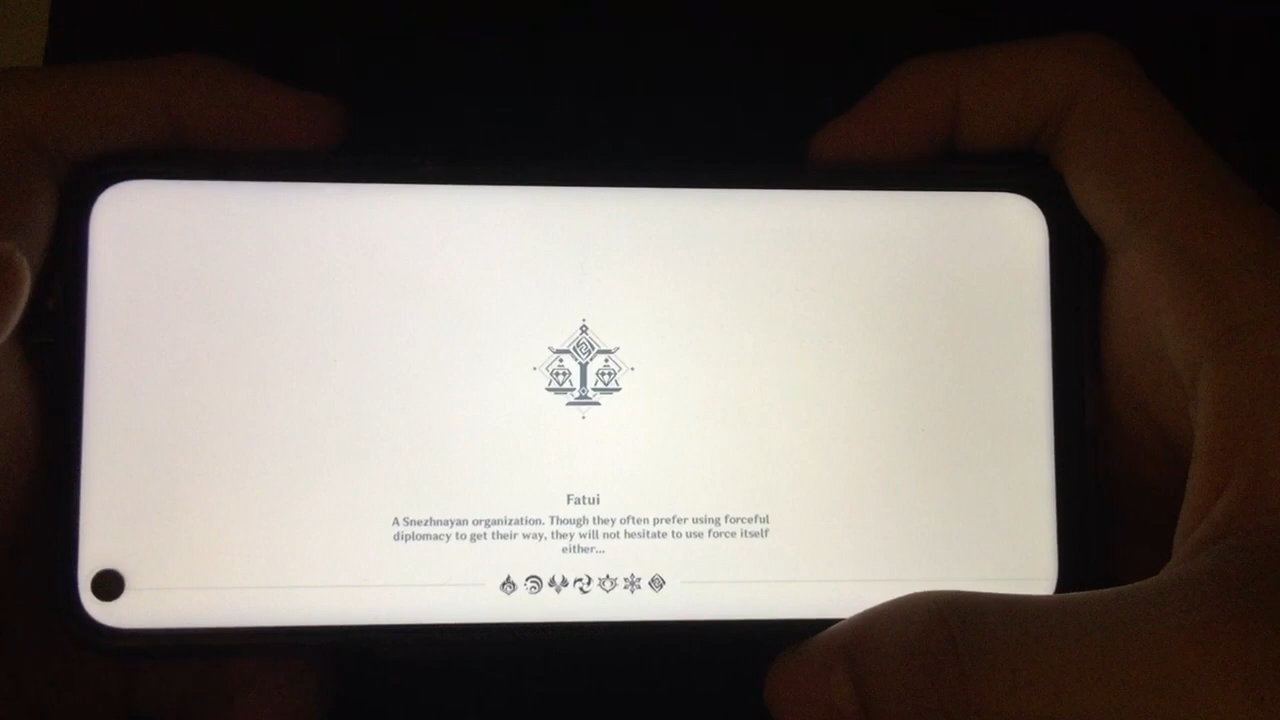 Fatui
A Snezhnayan organization. Though they often prefer using forceful
diplomacy to get their way, they will not hesitate to use force itself
either...